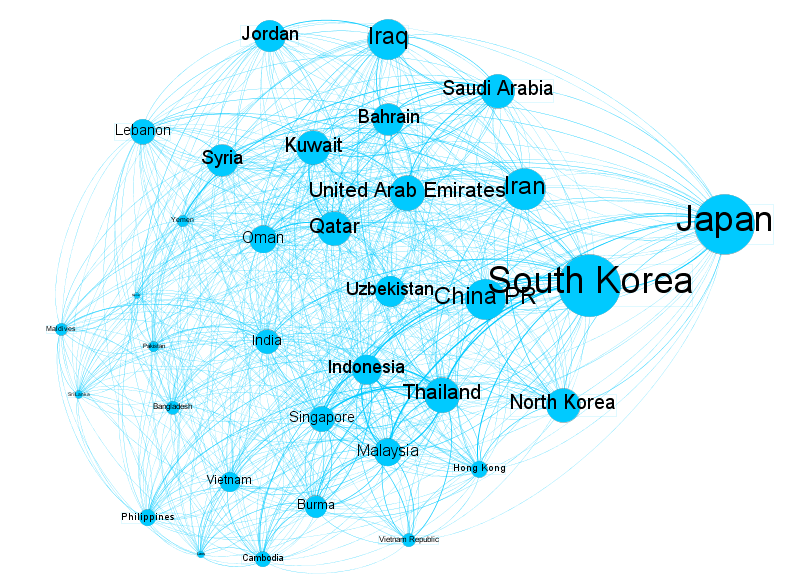 Jordan
Iraq
Saudi Arabia
Bahrain
Lebanon
Kuwait
Syria
United Arab Emirates
Iran
Yemen
Japan
Qatar
Oman
South Korea
Uzbekistan
China PR
Maldives
India
Pakistan
Indonesia
Sri Lanka
Thailand
Bangladesh
North Korea
Singapore
Malaysia
Hong Kong
Vietnam
Burma
Philippines
Vietnam Republic
Cambodia